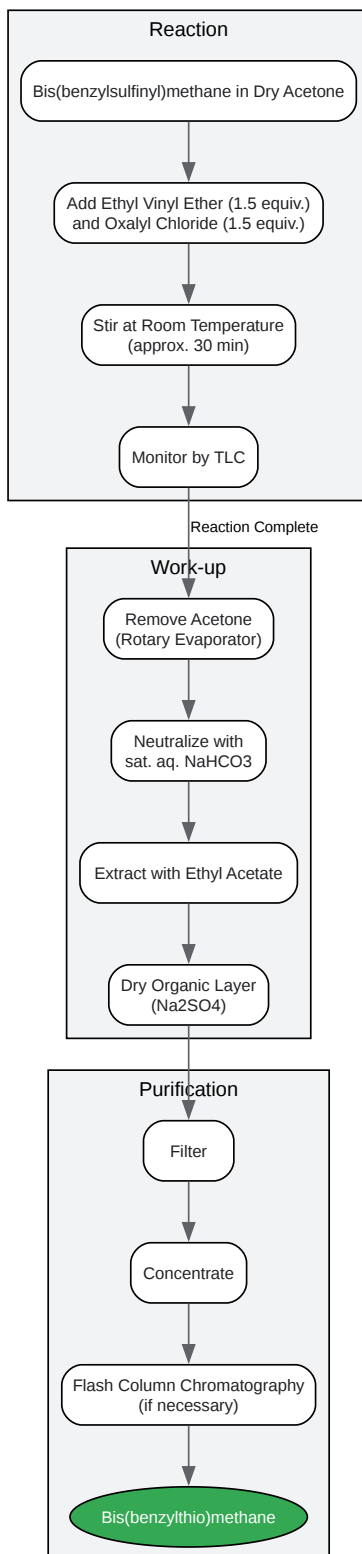 Reaction
Bis(benzylsulfinyl)methane in Dry Acetone
Add Ethyl Vinyl Ether (1.5 equiv.)
and Oxalyl Chloride (1.5 equiv.)
Stir at Room Temperature
(approx. 30 min)
Monitor by TLC
Reaction Complete
Work-up
Remove Acetone
(Rotary Evaporator)
Neutralize with
sat. aq. NaHCO3
Extract with Ethyl Acetate
Dry Organic Layer
(Na2SO4)
Purification
Filter
Concentrate
Flash Column Chromatography
(if necessary)
Bis(benzylthio)methane